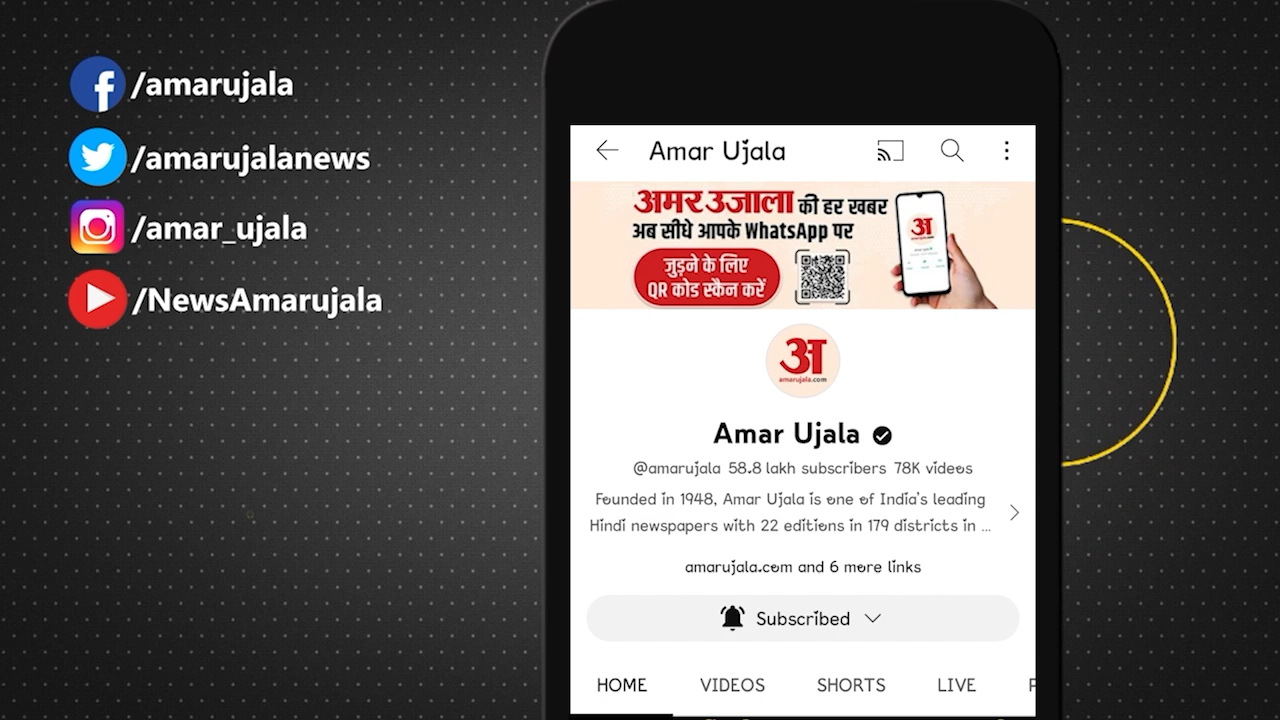 /amarujala
/amarujalanews
/amar_ujala
/NewsAmarujala
Amar Ujala
अमर उजाला की हर खबर
अब सीधे आपके WhatsApp पर
जुड़ने के लिए
QR कोड स्कैन करें
अ
अ
amarujala.com
Amar Ujala
@amarujala 58.8 lakh subscribers 78K videos
Founded in 1948, Amar Ujala is one of India's leading
Hindi newspapers with 22 editions in 179 districts in ...
amarujala.com and 6 more links
Subscribed
HOME VIDEOS SHORTS LIVE